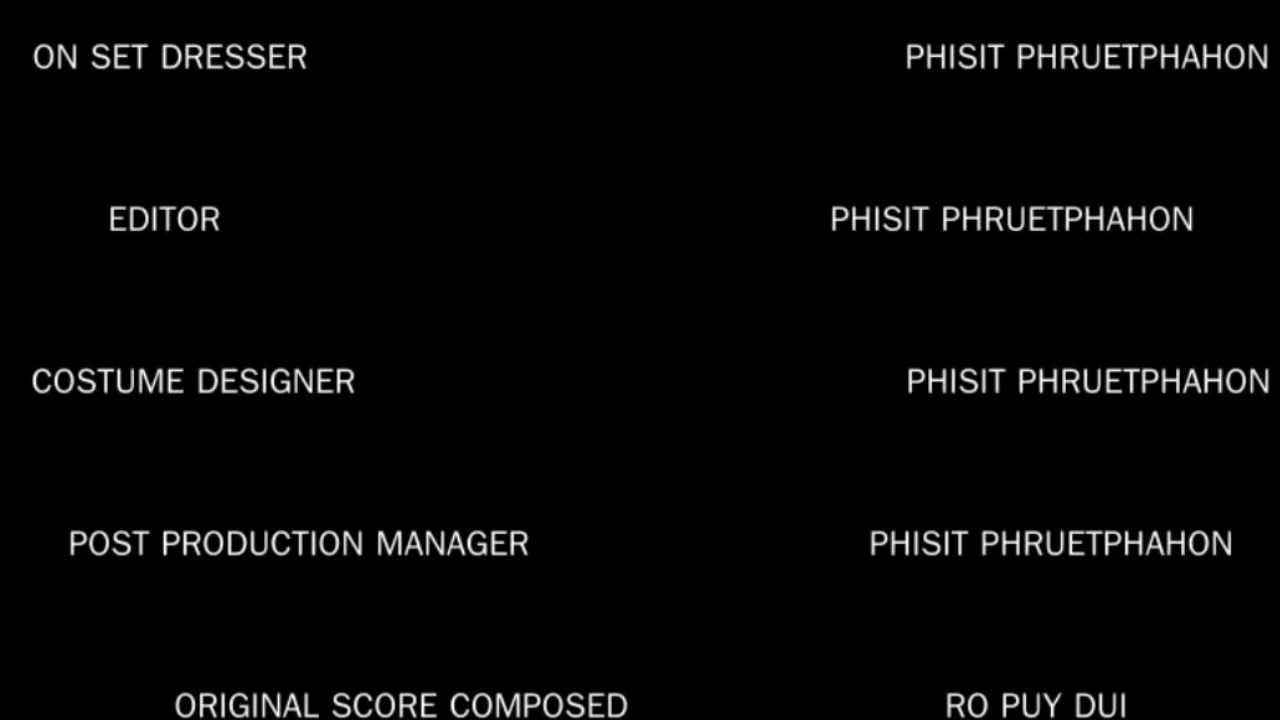 ON SET DRESSER PHISIT PHRUETPHAHON
EDITOR PHISIT PHRUETPHAHON
COSTUME DESIGNER PHISIT PHRUETPHAHON
POST PRODUCTION MANAGER PHISIT PHRUETPHAHON
ORIGINAL SCORE COMPOSED RO PUY DUI